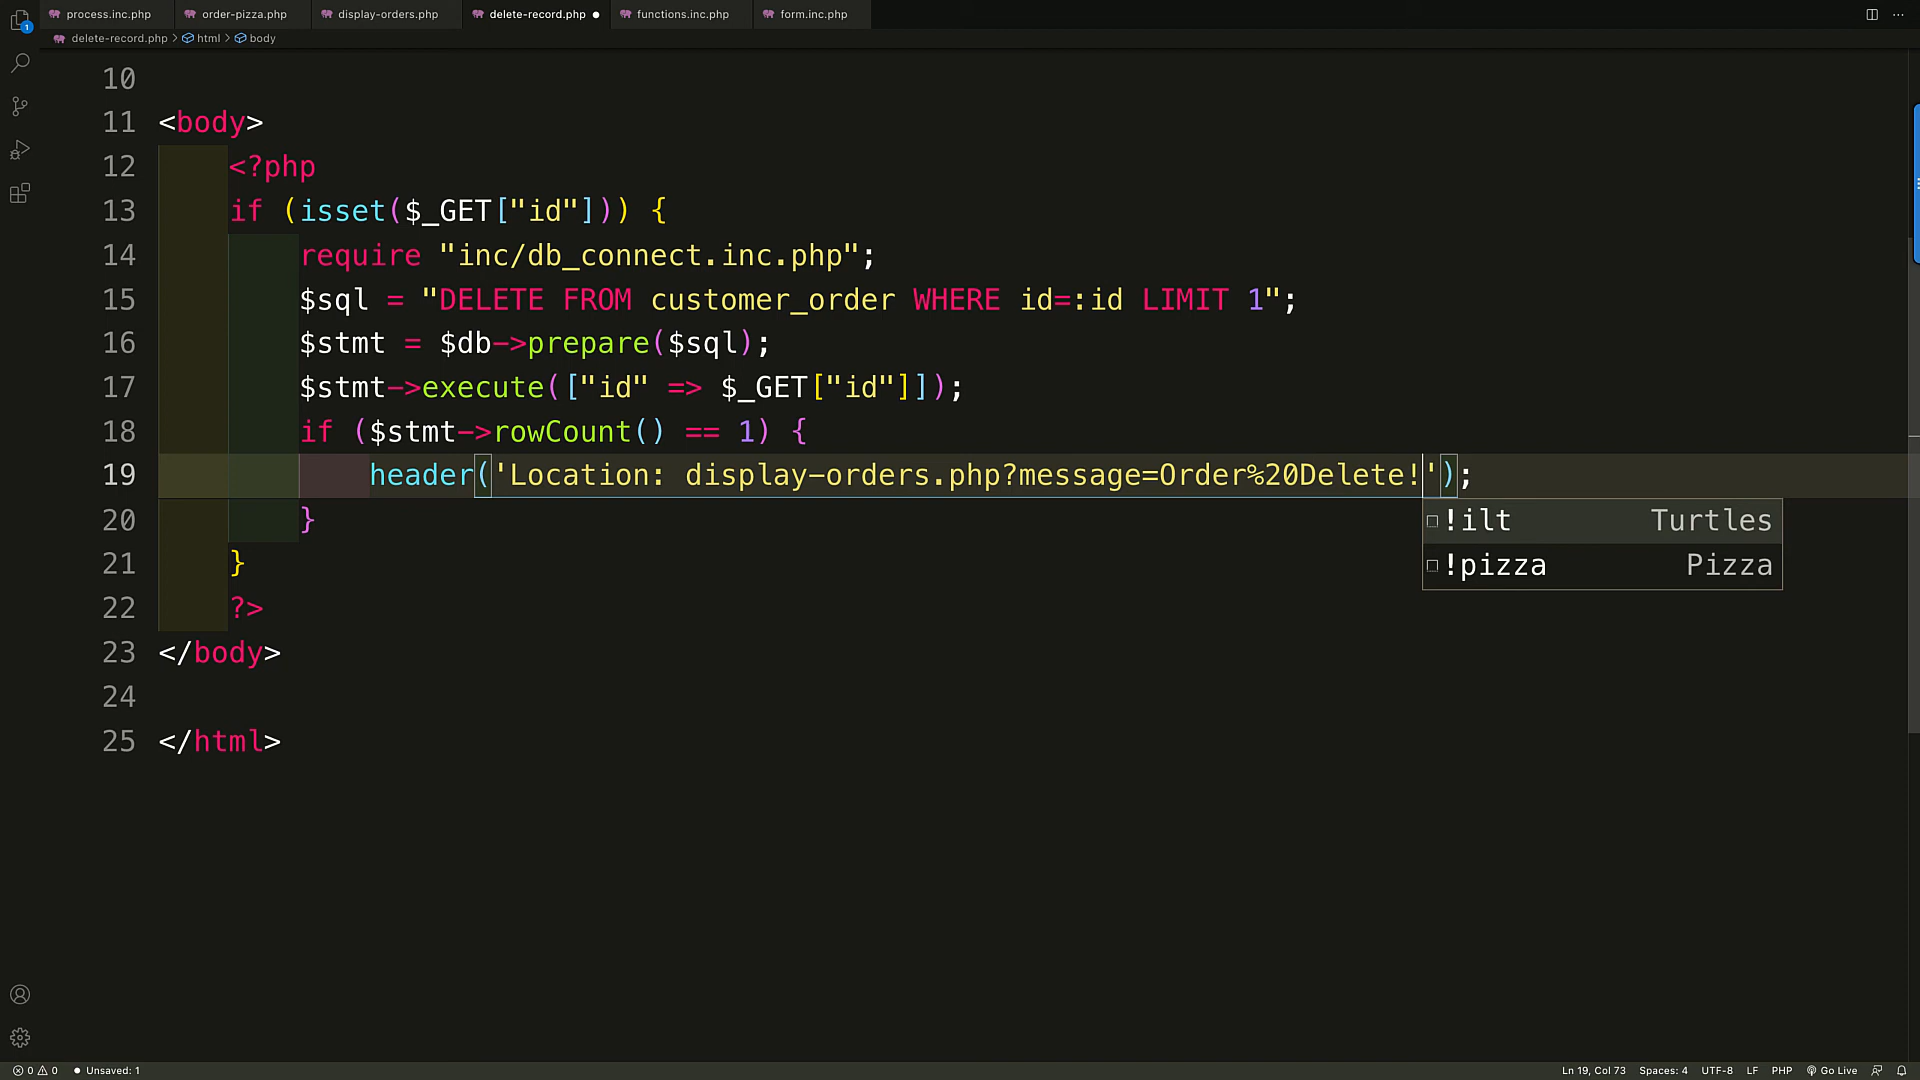 process.inc.php order-pizza.php display-orders.php delete-record.php functions.inc.php form.inc.php
delete-record.php > html > body
1
10
11 <body>
12 <?php
13 if (isset($_GET["id"])) {
14 require "inc/db_connect.inc.php";
15 $sql = "DELETE FROM customer_order WHERE id=:id LIMIT 1";
16 $stmt = $db->prepare($sql);
17 $stmt->execute(["id" => $_GET["id"]]);
18 if ($stmt->rowCount() == 1) {
19 header('Location: display-orders.php?message=Order%20Delete!');
!ilt Turtles
20 }
!pizza Pizza
21 }
22 ?>
23 </body>
24
25 </html>
0 0 Unsaved: 1 Ln 19, Col 73 Spaces: 4 UTF-8 LF PHP Go Live